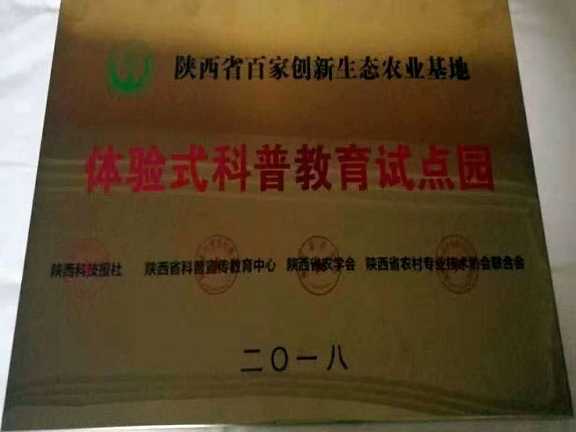 陕西省百家创新生态农业基地
体验式科普教育试点园
陕西科技报社 陕西省科普宣传教育中心 陕西省农学会 陕西省农村专业技术协会联合会
二〇一八